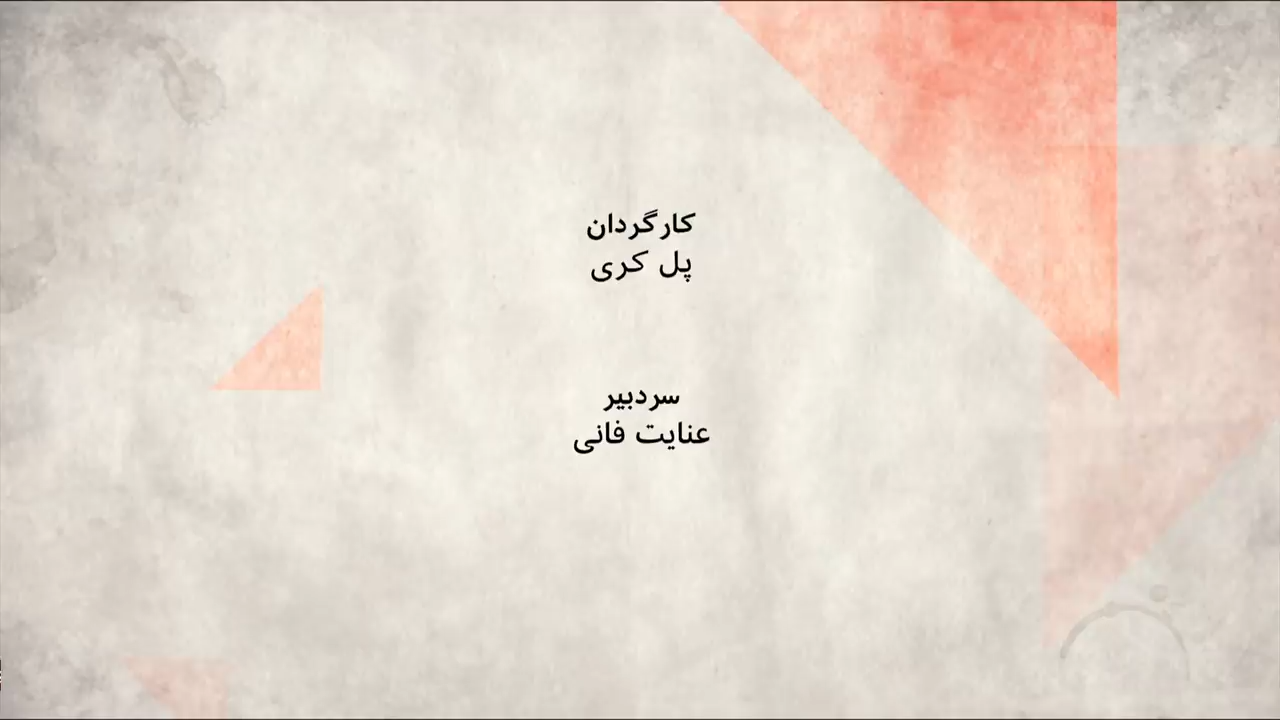 کارگردان
پل کری
سردبیر
عنایت فانی